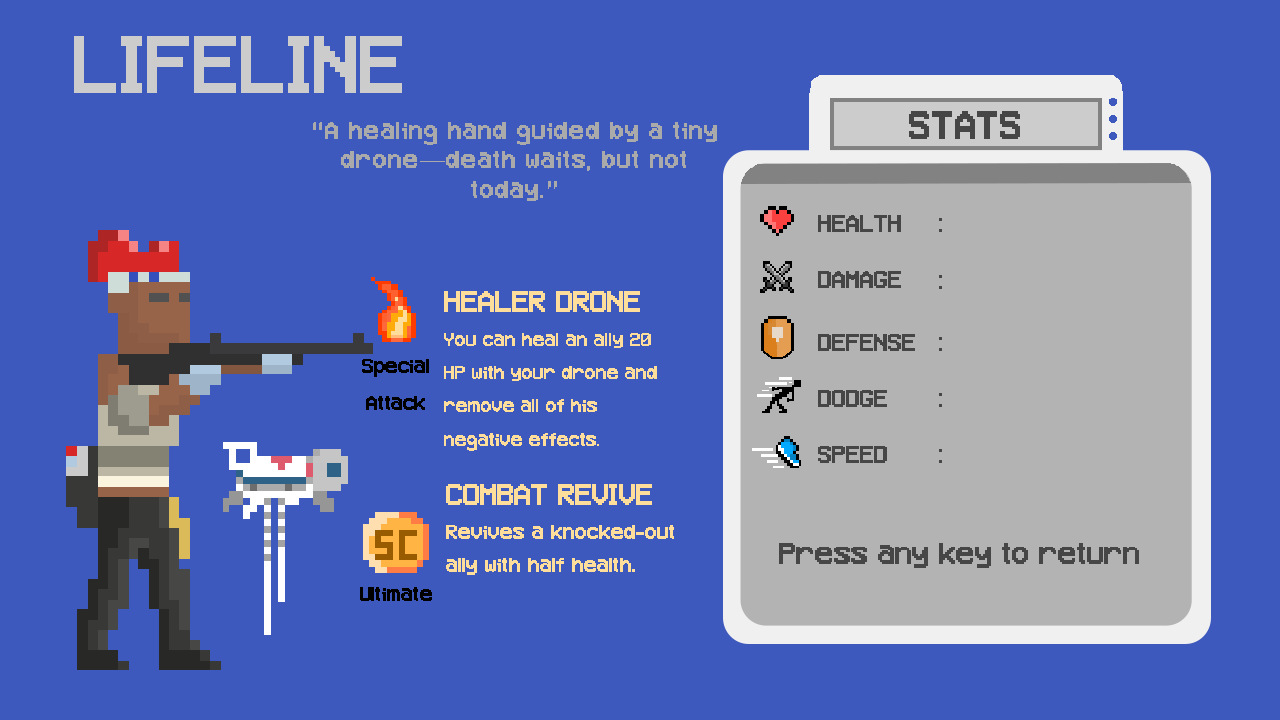 LIFELINE
"A healing hand guided by a tiny
drone—death waits, but not
today."
HEALER DRONE
You can heal an ally 20
HP with your drone and
remove all of his
negative effects.
Special
Attack
COMBAT REVIVE
Revives a knocked-out
ally with half health.
SC
Ultimate
STATS
HEALTH :
DAMAGE :
DEFENSE :
DODGE :
SPEED :
Press any key to return